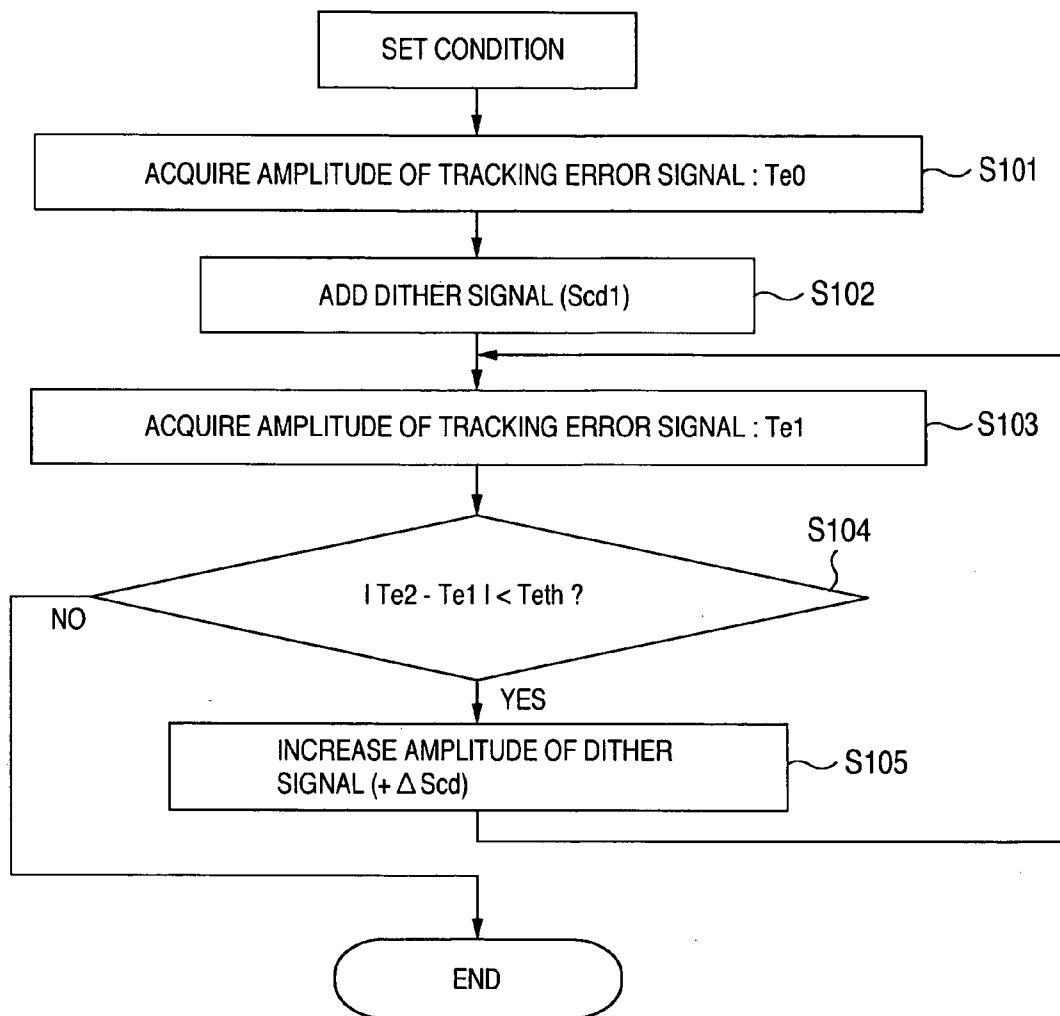 SET CONDITION
ACQUIRE AMPLITUDE OF TRACKING ERROR SIGNAL : Te0
S101
ADD DITHER SIGNAL (Scd1)
S102
ACQUIRE AMPLITUDE OF TRACKING ERROR SIGNAL : Te1
S103
S104
| Te2 - Te1 | < Teth ?
NO
YES
INCREASE AMPLITUDE OF DITHER
SIGNAL (+ Δ Scd)
S105
END